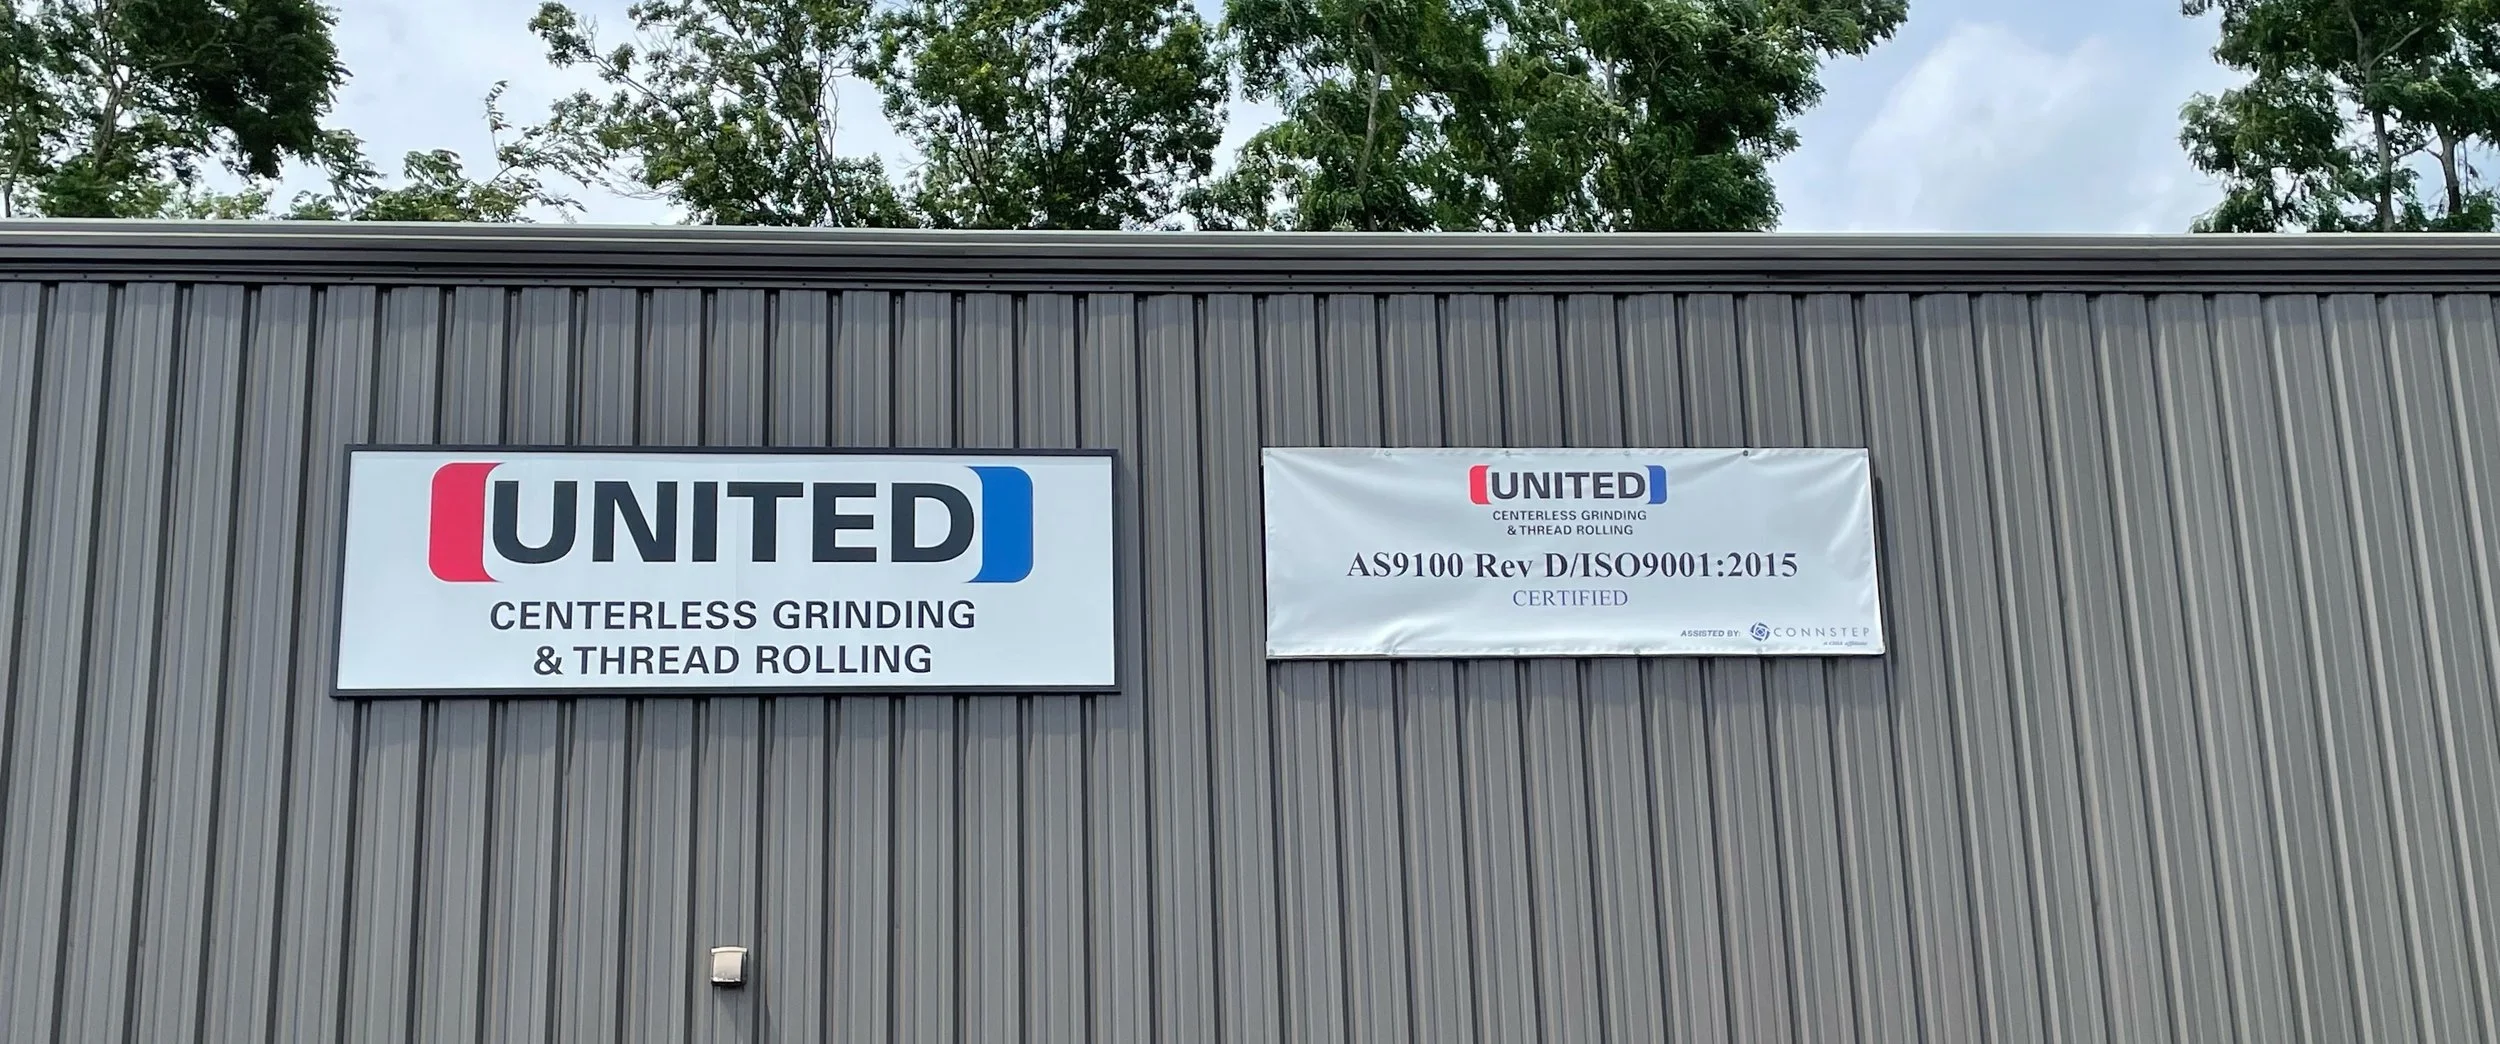 UNITED
CENTERLESS GRINDING
& THREAD ROLLING
UNITED
CENTERLESS GRINDING
& THREAD ROLLING
AS9100 Rev D/ISO9001:2015
CERTIFIED
ASSISTED BY: CONNSTEP